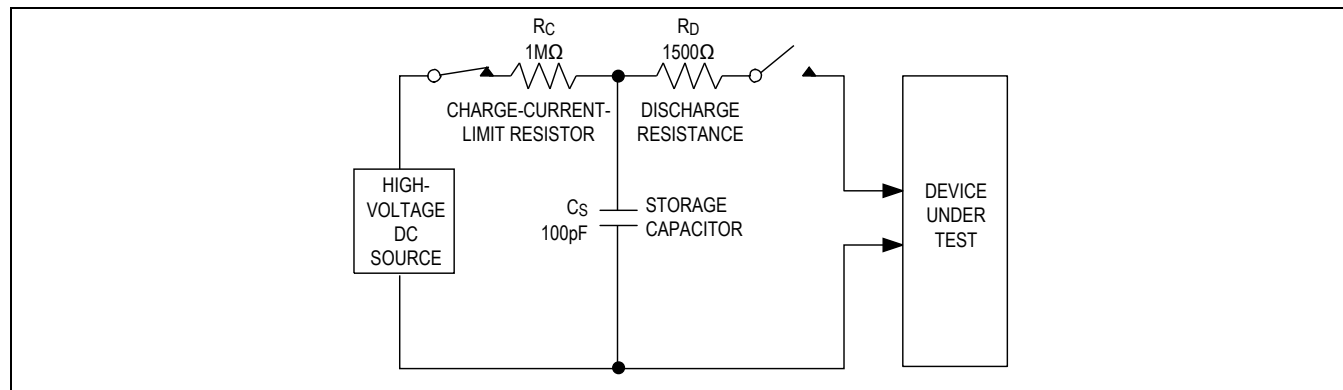 RC
1MΩ
RD
1500Ω
CHARGE-CURRENT-
LIMIT RESISTOR
DISCHARGE
RESISTANCE
HIGH-
VOLTAGE
DC
SOURCE
CS
100pF
STORAGE
CAPACITOR
DEVICE
UNDER
TEST